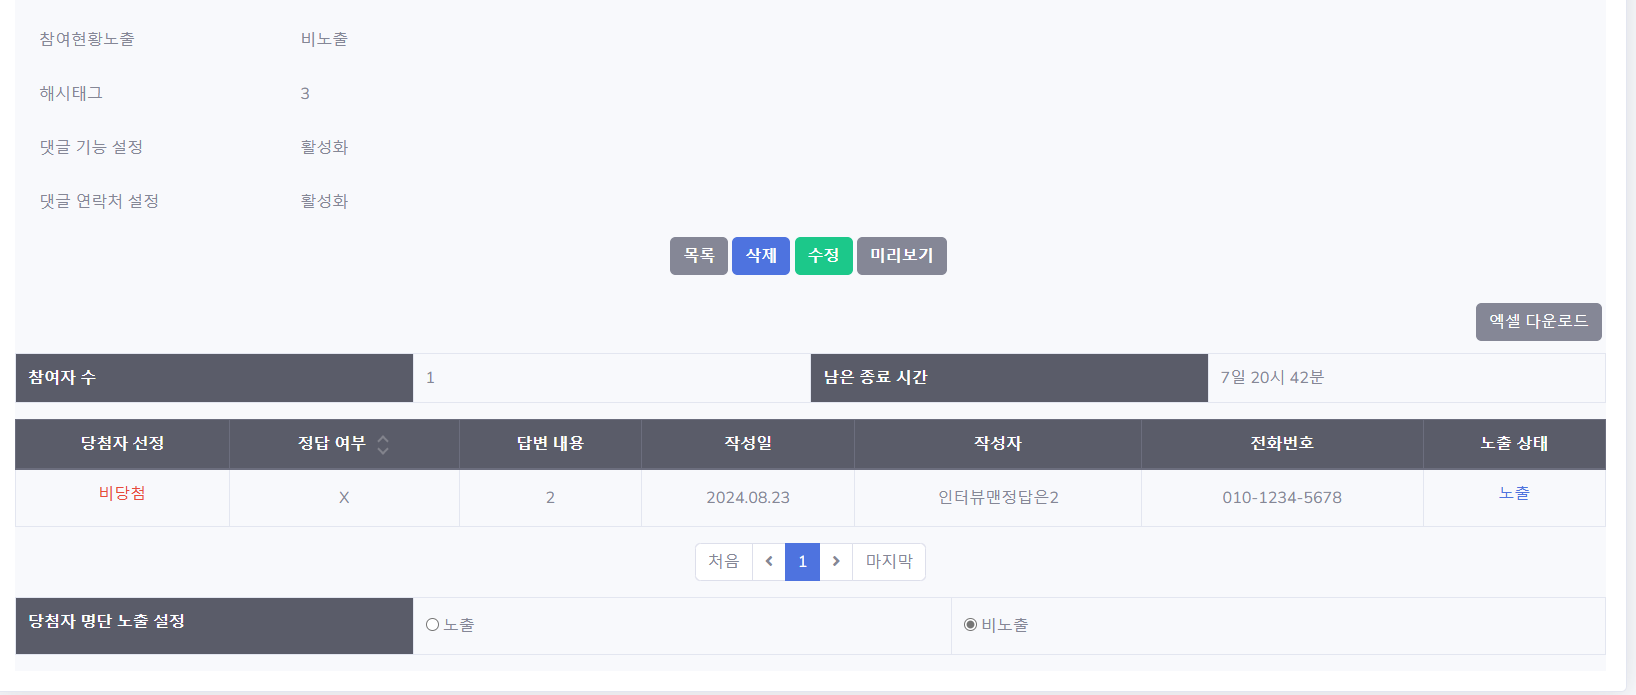 참여현황노출 비노출
해시태그 3
댓글 기능 설정 활성화
댓글 연락처 설정 활성화
목록 삭제 수정 미리보기
엑셀 다운로드
참여자 수 1 남은 종료 시간 7일 20시 42분
당첨자 선정 정답 여부 답변 내용 작성일 작성자 전화번호 노출 상태
비당첨 X 2 2024.08.23 인터뷰맨정답은2 010-1234-5678 노출
처음 1 마지막
당첨자 명단 노출 설정 노출 비노출